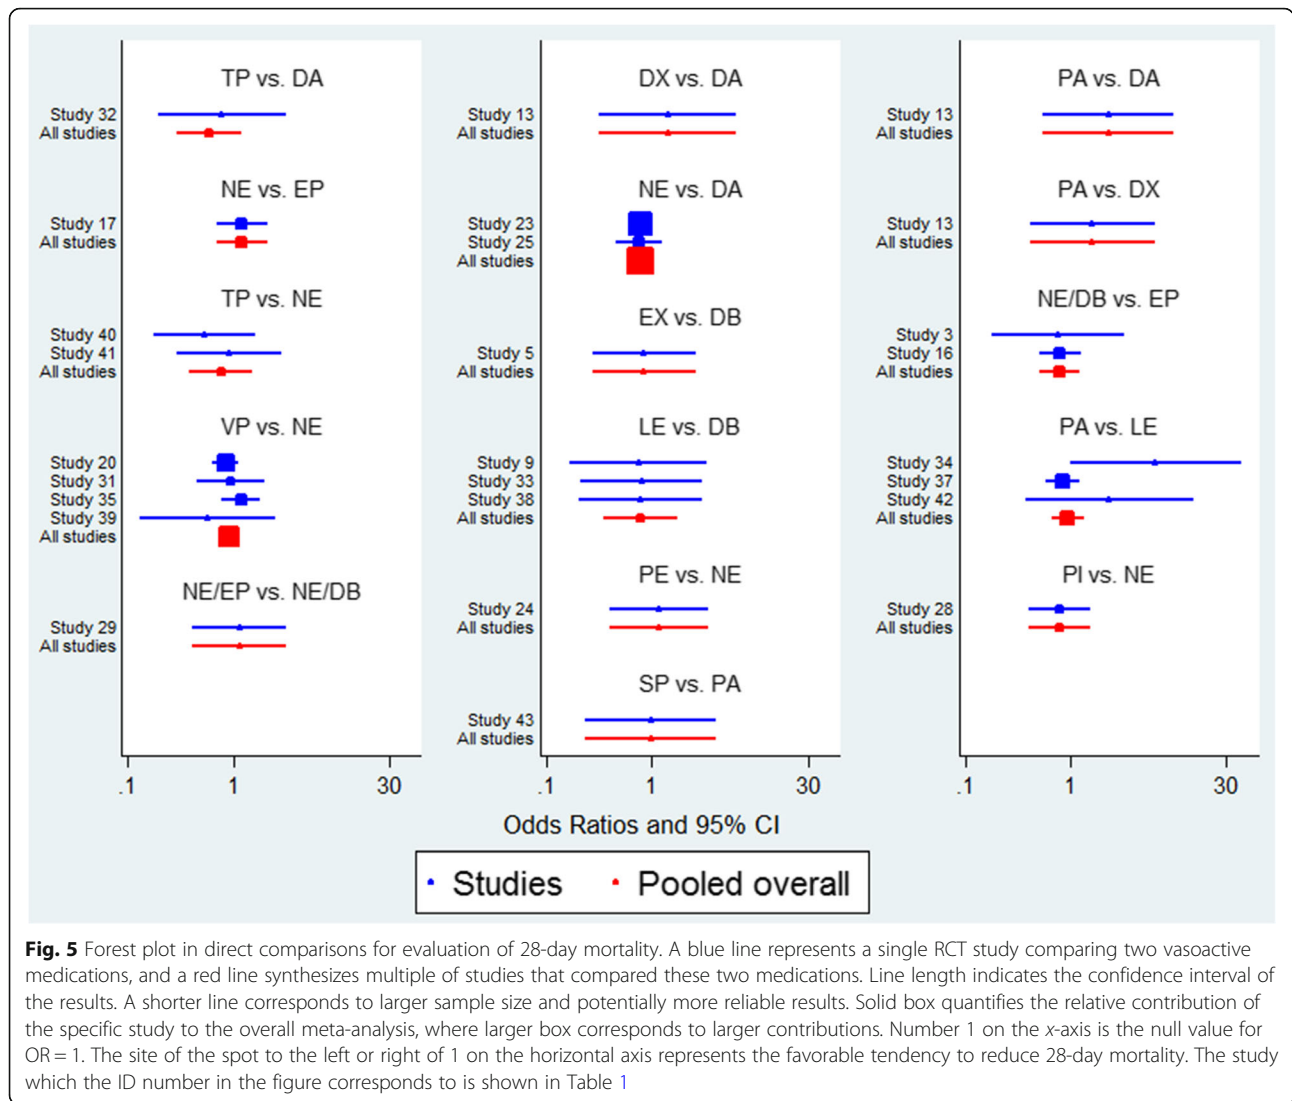 TP vs. DA
Study 32
All studies
NE vs. EP
Study 17
All studies
TP vs. NE
Study 40
Study 41
All studies
VP vs. NE
Study 20
Study 31
Study 35
Study 39
All studies
NE/EP vs. NE/DB
Study 29
All studies
.1 1 30
DX vs. DA
Study 13
All studies
NE vs. DA
Study 23
Study 25
All studies
EX vs. DB
Study 5
All studies
LE vs. DB
Study 9
Study 33
Study 38
All studies
PE vs. NE
Study 24
All studies
SP vs. PA
Study 43
All studies
.1 1 30
PA vs. DA
Study 13
All studies
PA vs. DX
Study 13
All studies
NE/DB vs. EP
Study 3
Study 16
All studies
PA vs. LE
Study 34
Study 37
Study 42
All studies
PI vs. NE
Study 28
All studies
.1 1 30
Odds Ratios and 95% CI
Studies Pooled overall
Fig. 5 Forest plot in direct comparisons for evaluation of 28-day mortality. A blue line represents a single RCT study comparing two vasoactive
medications, and a red line synthesizes multiple of studies that compared these two medications. Line length indicates the confidence interval of
the results. A shorter line corresponds to larger sample size and potentially more reliable results. Solid box quantifies the relative contribution of
the specific study to the overall meta-analysis, where larger box corresponds to larger contributions. Number 1 on the x-axis is the null value for
OR = 1. The site of the spot to the left or right of 1 on the horizontal axis represents the favorable tendency to reduce 28-day mortality. The study
which the ID number in the figure corresponds to is shown in Table 1